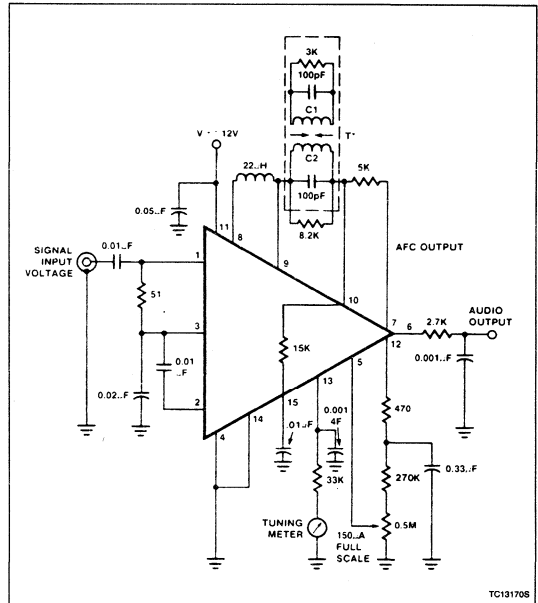 3K
100pF
C1
T*
C2
100pF
8.2K
V 12V
22..H
5K
0.05..F
11
8
9
AFC OUTPUT
0.01..F
SIGNAL
INPUT
VOLTAGE
1
51
10
7
6
2.7K
AUDIO
OUTPUT
3
12
0.01
..F
15K
5
0.001..F
0.02..F
2
13
15
14
4
.01..F
0.001
4F
470
33K
270K
0.33..F
TUNING
METER
150..A
FULL
SCALE
0.5M
TC13170S